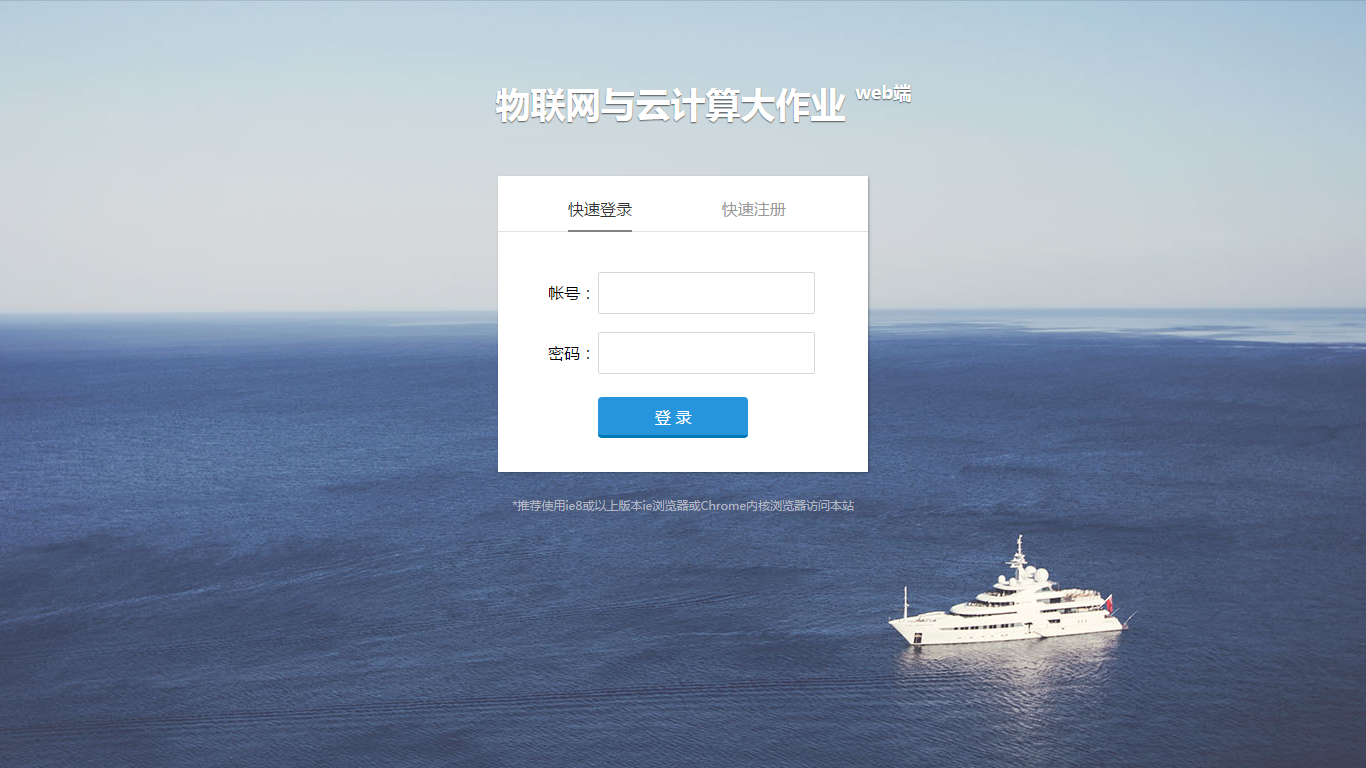 物联网与云计算大作业 web端
快速登录 快速注册
帐号：
密码：
登 录
*推荐使用ie8或以上版本ie浏览器或Chrome内核浏览器访问本站